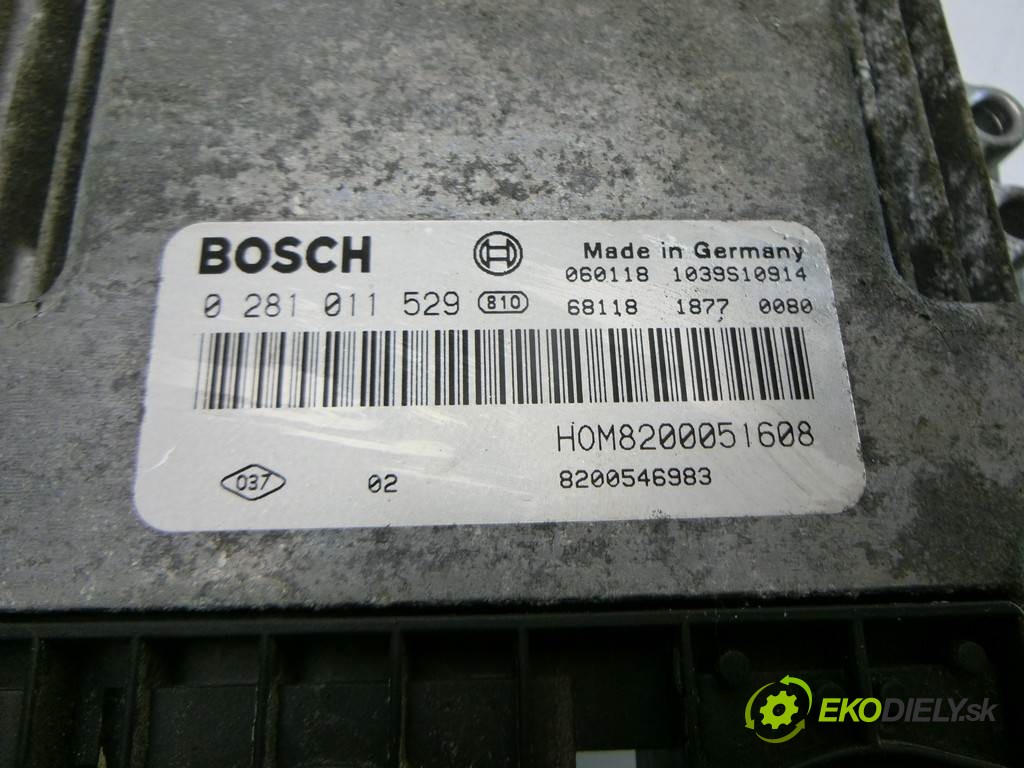 BOSCH Made in Germany
060118 1039S10914
0 281 011 529 810 68118 1877 0080
HOM8200051608
037 02 8200546983
EKODIELY.sk